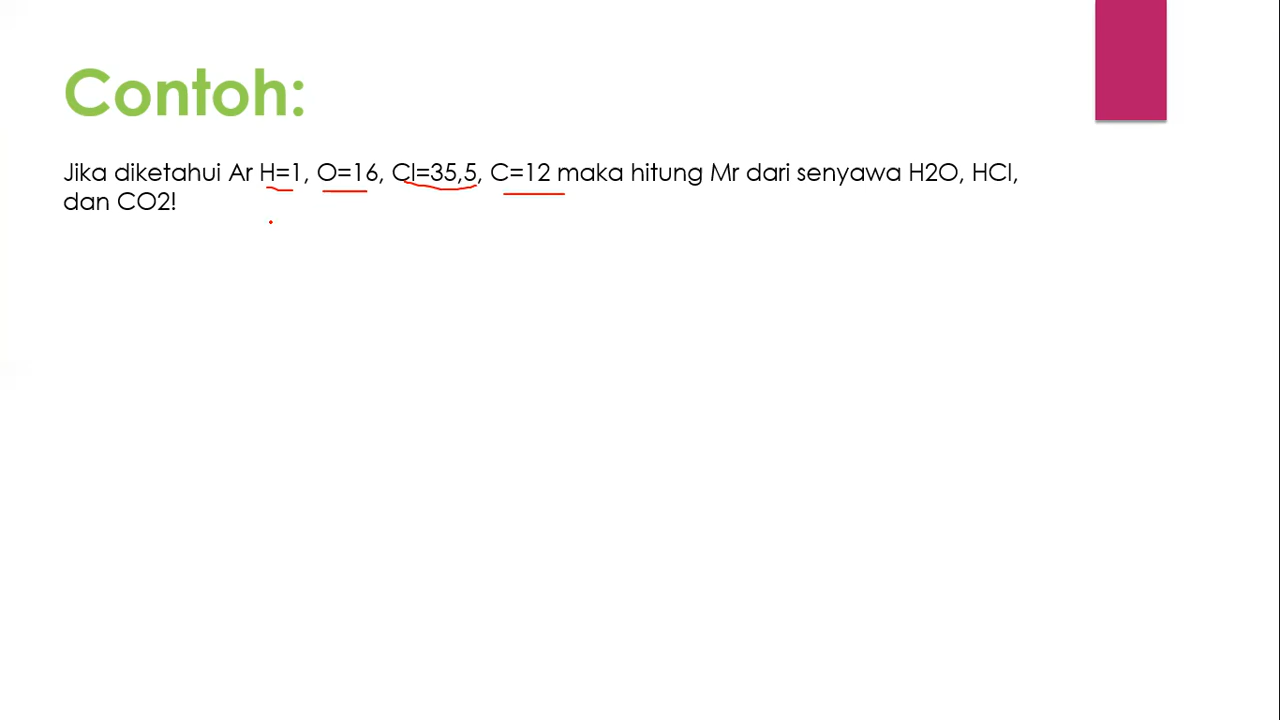 Contoh:
Jika diketahui Ar H=1, O=16, Cl=35,5, C=12 maka hitung Mr dari senyawa H2O, HCl,
dan CO2!